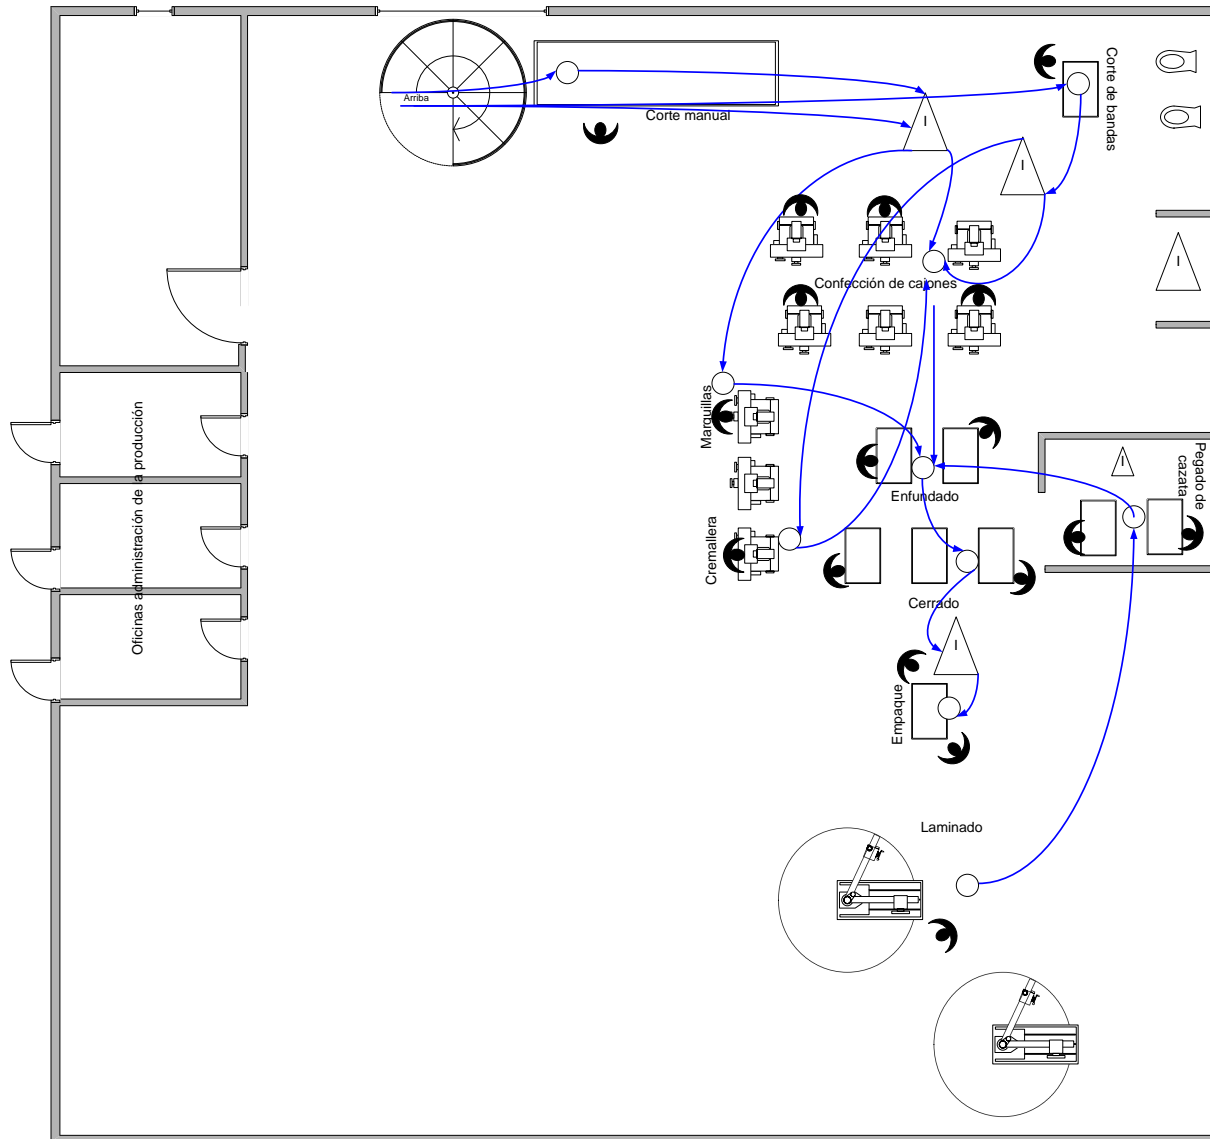 Arriba
Corte manual
Corte de bandas
I
I
I
Confección de cajones
Marquillas
Oficinas administración de la producción
Enfundado
I
Pegado de
cazata
Cremallera
Cerrado
I
Empaque
Laminado